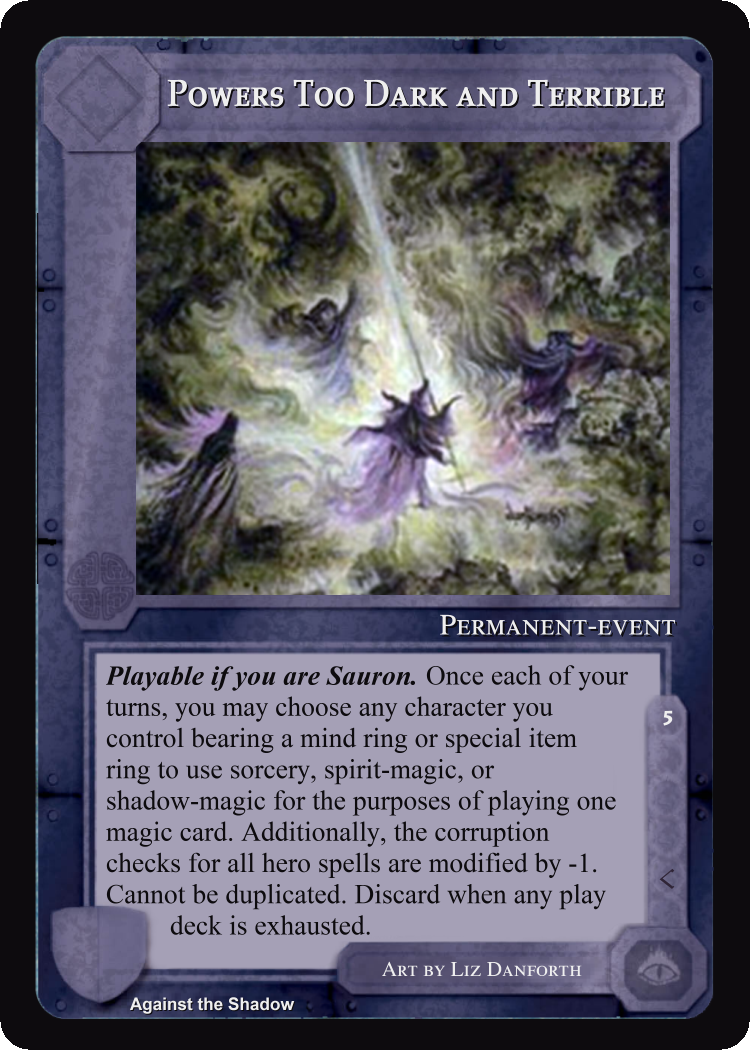 Powers Too Dark and Terrible
Permanent-event
Playable if you are Sauron. Once each of your
turns, you may choose any character you
control bearing a mind ring or special item
ring to use sorcery, spirit-magic, or
shadow-magic for the purposes of playing one
magic card. Additionally, the corruption
checks for all hero spells are modified by -1.
Cannot be duplicated. Discard when any play
deck is exhausted.
5
Art by Liz Danforth
Against the Shadow